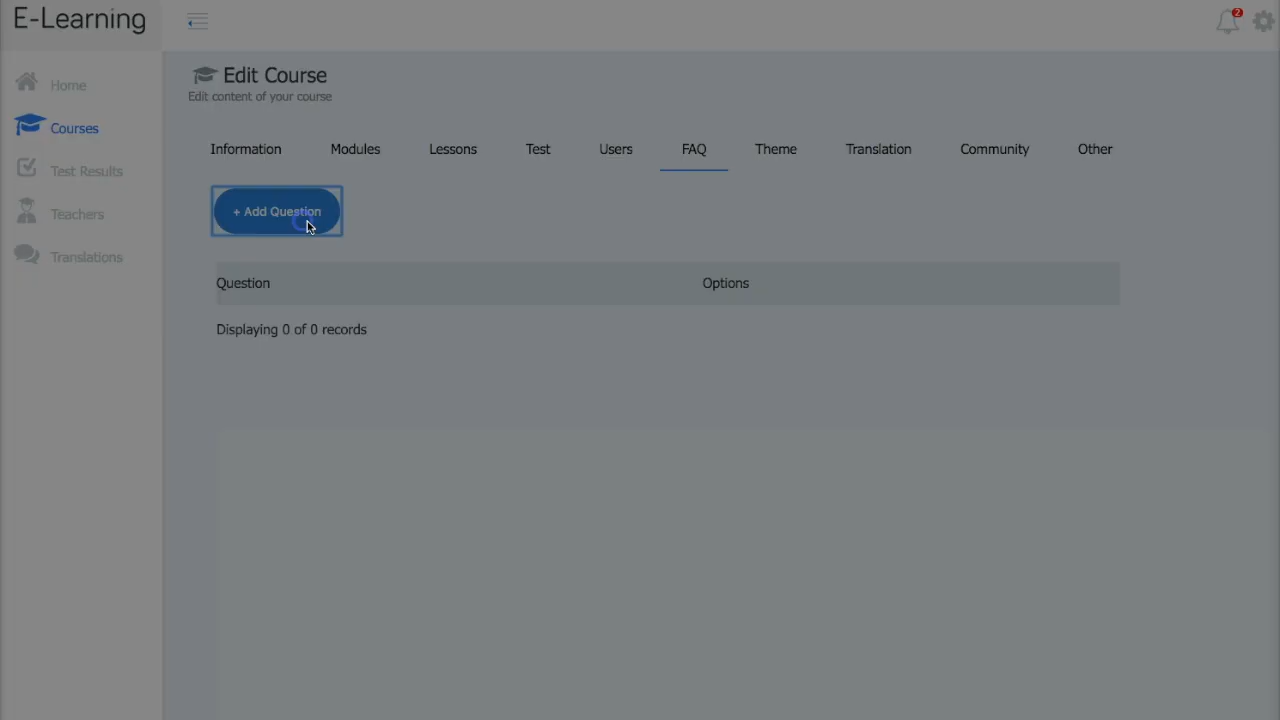 E-Learning
2
Home
Courses
Test Results
Teachers
Translations
Edit Course
Edit content of your course
Information Modules Lessons Test Users FAQ Theme Translation Community Other
+ Add Question
Question Options
Displaying 0 of 0 records